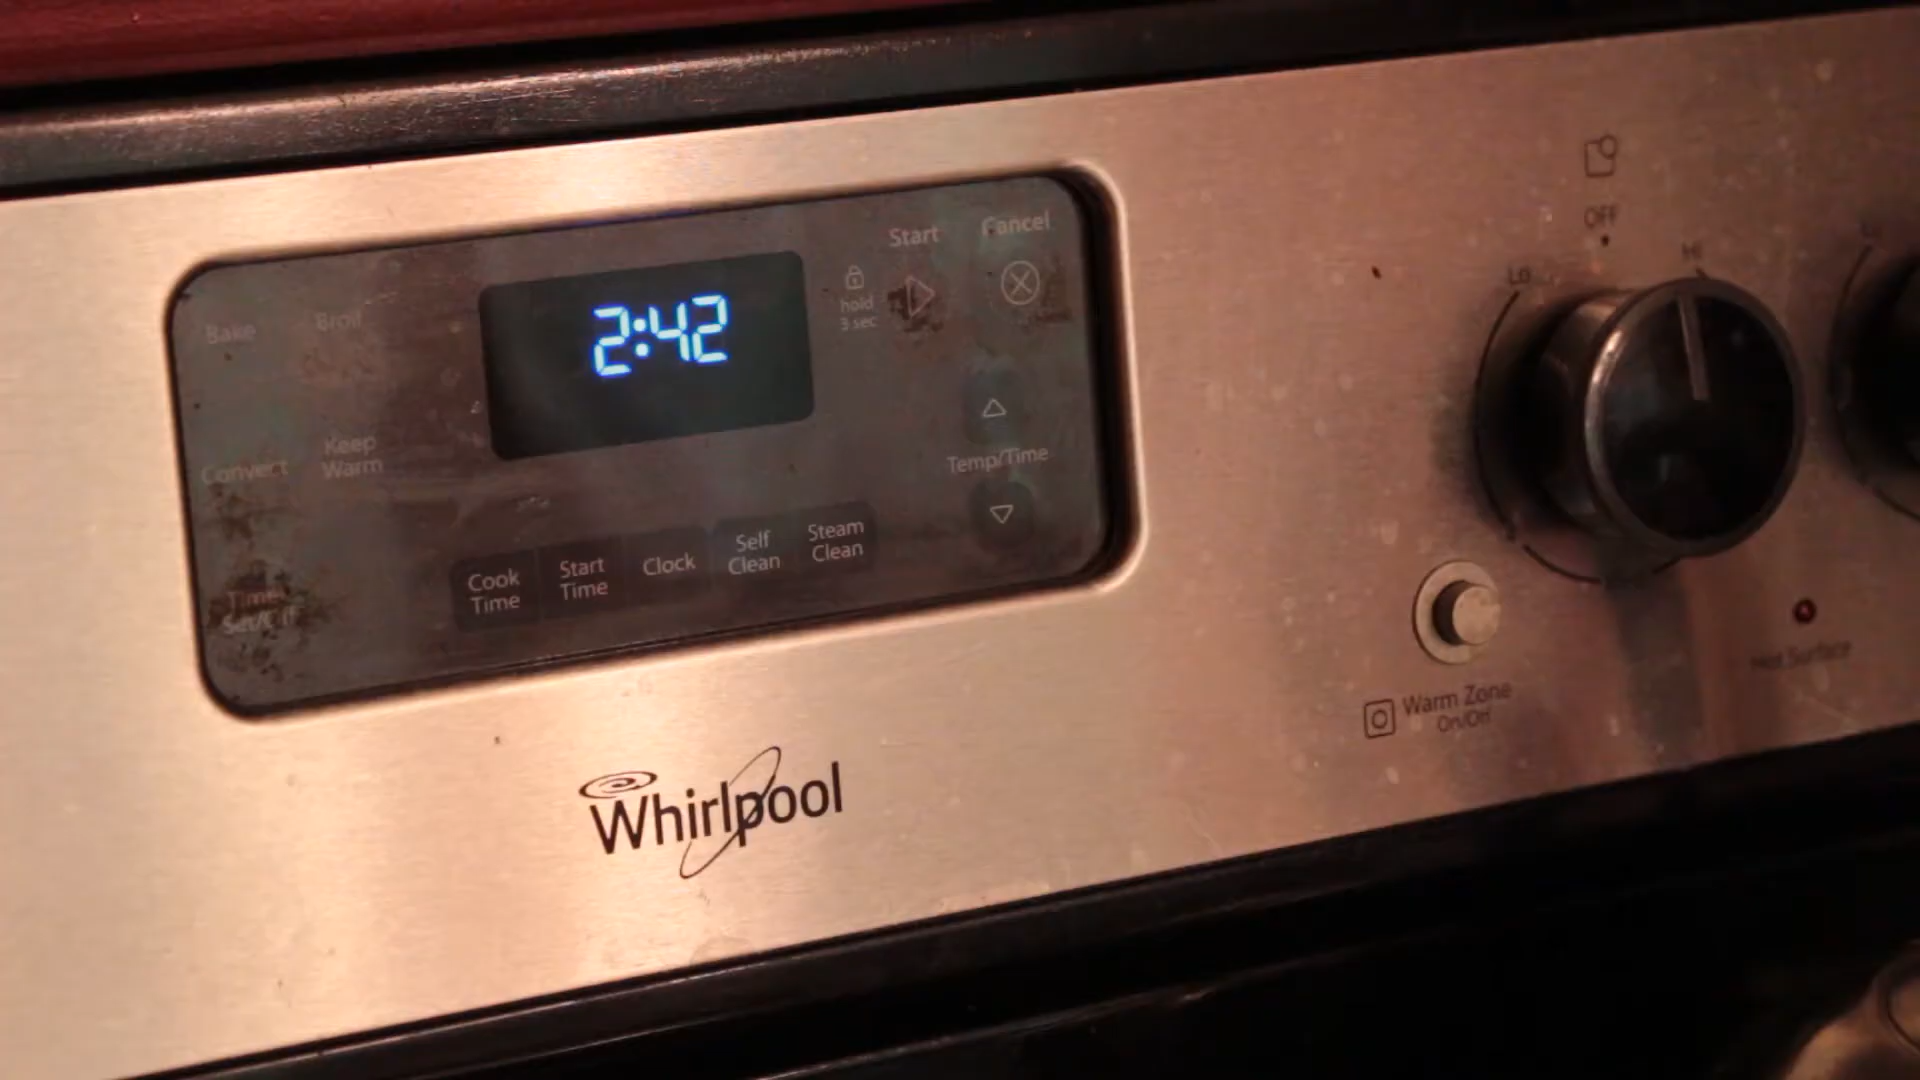 Start
Cancel
2:42
hold
3 sec
Bake
Broil
Convert
Keep
Warm
Temp/Time
Cook
Time
Start
Time
Clock
Self
Clean
Steam
Clean
Timer
Set/Off
Whirlpool
OFF
Lo
Hi
Warm Zone
On/Off
Hot Surface